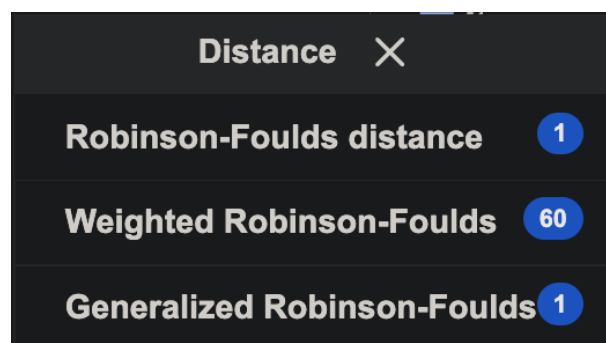 Distance ×
Robinson-Foulds distance 1
Weighted Robinson-Foulds 60
Generalized Robinson-Foulds 1